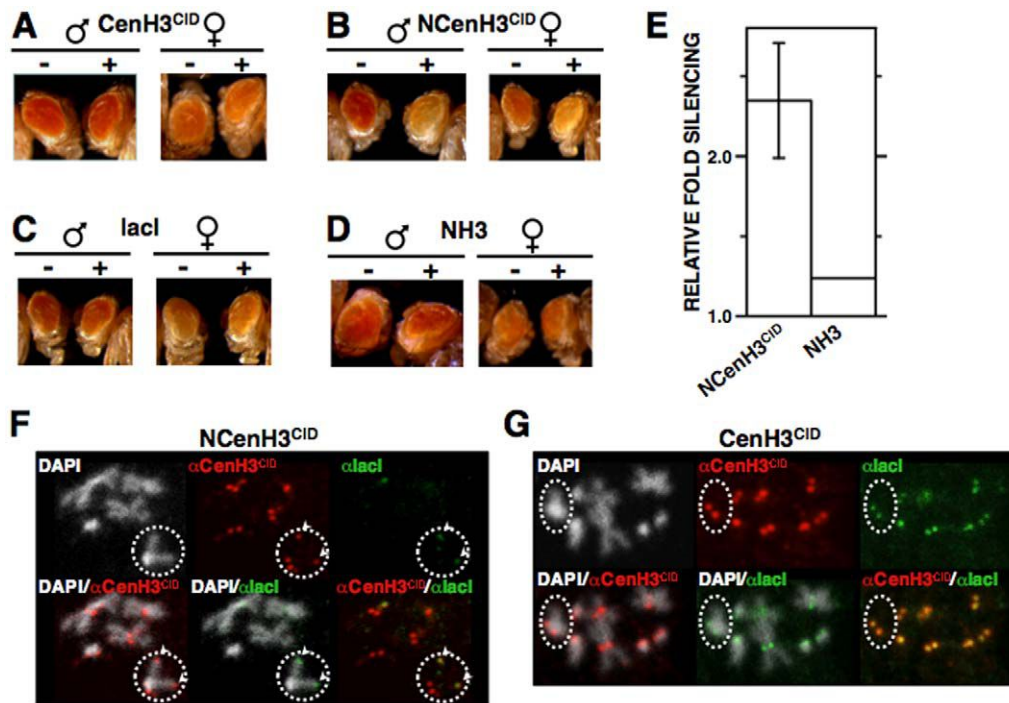 A ♂ CenH3CID ♀
- + - +
B ♂ NCenH3CID ♀
- + - +
C ♂ lacI ♀
- + - +
D ♂ NH3 ♀
- + - +
E
RELATIVE FOLD SILENCING
2.0
1.0
NCenH3CID
NH3
F
NCenH3CID
DAPI αCenH3CID αlacI
DAPI/αCenH3CID DAPI/αlacI αCenH3CID/αlacI
G
CenH3CID
DAPI αCenH3CID αlacI
DAPI/αCenH3CID DAPI/αlacI αCenH3CID/αlacI